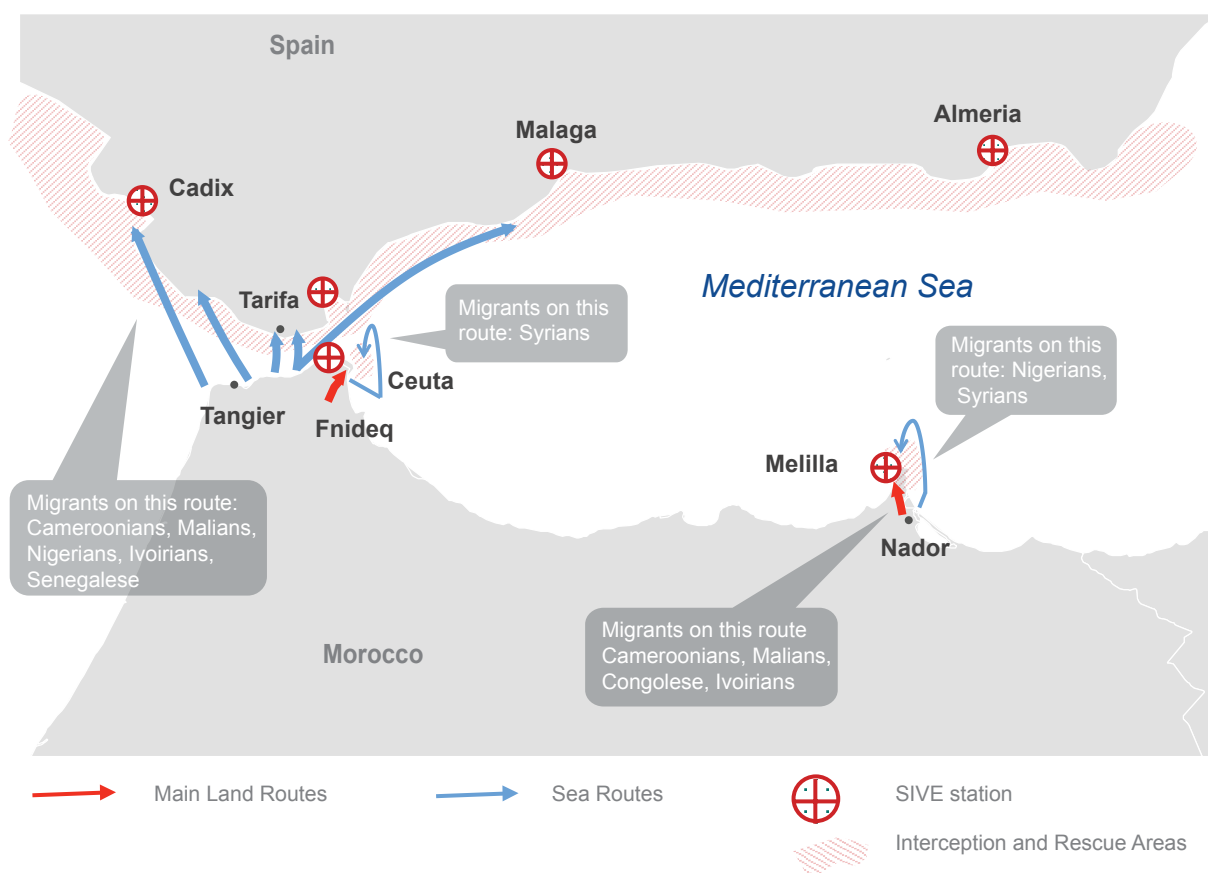 Spain
Malaga
Almeria
Cadix
Tarifa
Mediterranean Sea
Migrants on this
route: Syrians
Migrants on this
route: Nigerians,
Syrians
Ceuta
Tangier
Fnideq
Melilla
Nador
Migrants on this route:
Cameroonians, Malians,
Nigerians, Ivoirians,
Senegalese
Migrants on this route
Cameroonians, Malians,
Congolese, Ivoirians
Morocco
Main Land Routes
Sea Routes
SIVE station
Interception and Rescue Areas